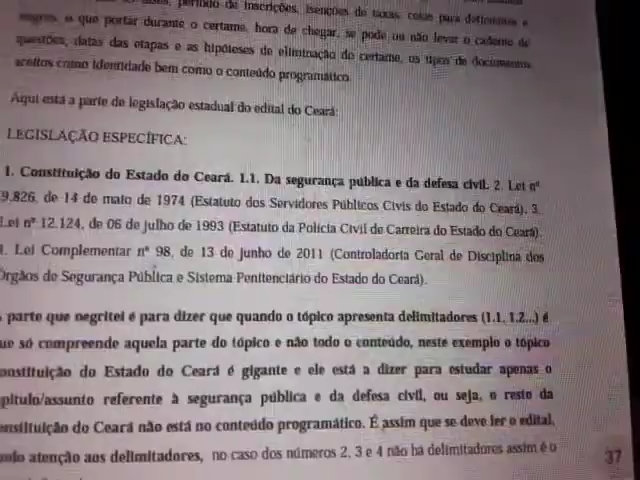 período de inscrições, isenções de taxas, cotas para deficientes e
negros, o que portar durante o certame, hora de chegar, se pode ou não levar o caderno de
questões, datas das etapas e as hipóteses de eliminação do certame, os tipos de documentos
aceitos como identidade bem como o conteúdo programático.
Aqui está a parte de legislação estadual do edital do Ceará:
LEGISLAÇÃO ESPECÍFICA:
1. Constituição do Estado do Ceará. 1.1. Da segurança pública e da defesa civil. 2. Lei nº
9.826, de 14 de maio de 1974 (Estatuto dos Servidores Públicos Civis do Estado do Ceará). 3.
Lei nº 12.124, de 06 de julho de 1993 (Estatuto da Polícia Civil de Carreira do Estado do Ceará).
. Lei Complementar nº 98, de 13 de junho de 2011 (Controladoria Geral de Disciplina dos
Órgãos de Segurança Pública e Sistema Penitenciário do Estado do Ceará).
parte que negritei é para dizer que quando o tópico apresenta delimitadores (1.1, 1.2...) é
ue só compreende aquela parte do tópico e não todo o conteúdo, neste exemplo o tópico
onstituição do Estado do Ceará é gigante e ele está a dizer para estudar apenas o
pítulo/assunto referente à segurança pública e da defesa civil, ou seja, o resto da
onstituição do Ceará não está no conteúdo programático. É assim que se deve ler o edital,
ndo atenção aos delimitadores, no caso dos números 2, 3 e 4 não há delimitadores assim é o
37